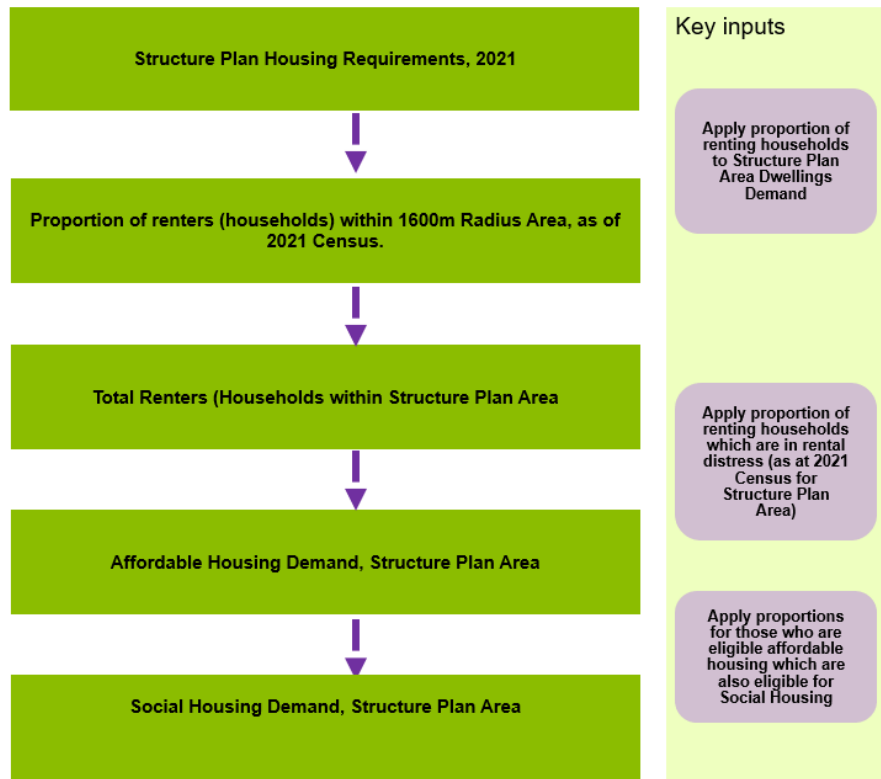 Structure Plan Housing Requirements, 2021
Proportion of renters (households) within 1600m Radius Area, as of
2021 Census.
Total Renters (Households within Structure Plan Area
Affordable Housing Demand, Structure Plan Area
Social Housing Demand, Structure Plan Area
Key inputs
Apply proportion of
renting households
to Structure Plan
Area Dwellings
Demand
Apply proportion of
renting households
which are in rental
distress (as at 2021
Census for
Structure Plan
Area)
Apply proportions
for those who are
eligible affordable
housing which are
also eligible for
Social Housing